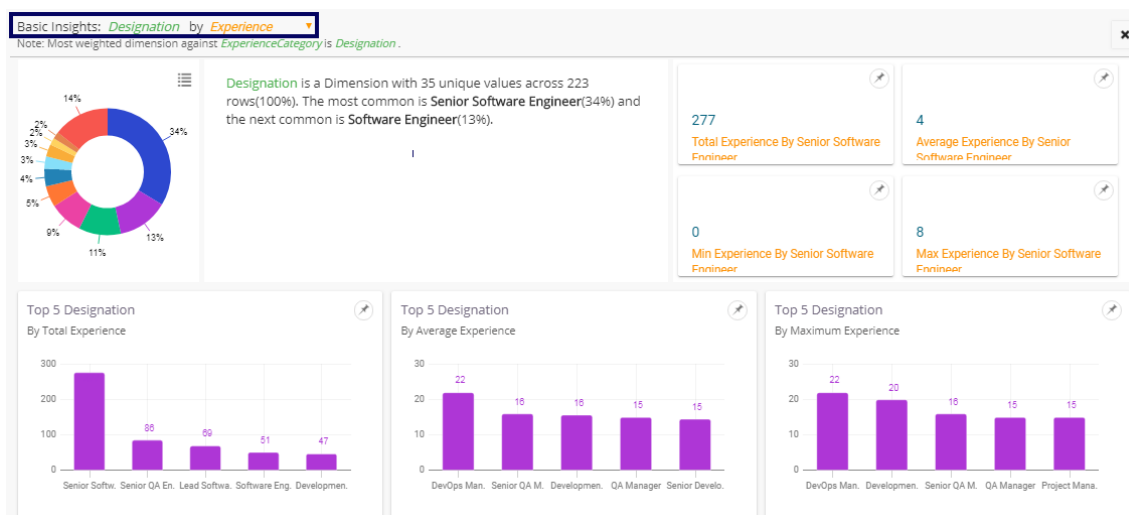 Basic Insights: Designation by Experience
Note: Most weighted dimension against ExperienceCategory is Designation .
14%
2%
2%
3%
3%
4%
5%
9%
11%
13%
34%
Designation is a Dimension with 35 unique values across 223
rows(100%). The most common is Senior Software Engineer(34%) and
the next common is Software Engineer(13%).
277
Total Experience By Senior Software
Engineer
4
Average Experience By Senior
Software Engineer
0
Min Experience By Senior Software
Engineer
8
Max Experience By Senior Software
Engineer
Top 5 Designation
By Total Experience
300
200
100
0
86
69
51
47
Senior Softw. Senior QA En. Lead Softwa. Software Eng. Developmen.
Top 5 Designation
By Average Experience
30
20
10
0
22
16
16
15
15
DevOps Man. Senior QA M. Developmen. QA Manager Senior Develo.
Top 5 Designation
By Maximum Experience
30
20
10
0
22
20
16
15
15
DevOps Man. Developmen. Senior QA M. QA Manager Project Mana.